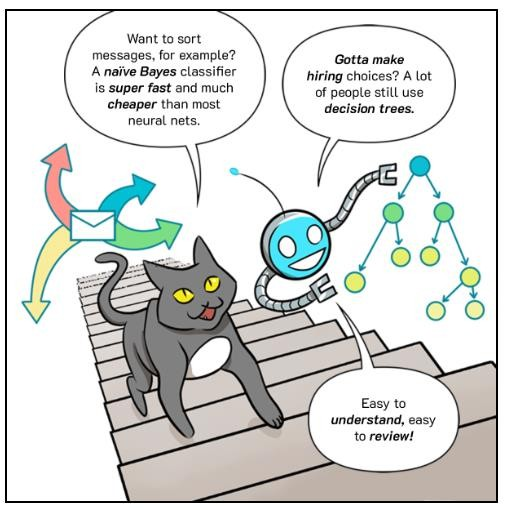 Want to sort
messages, for example?
A naïve Bayes classifier
is super fast and much
cheaper than most
neural nets.
Gotta make
hiring choices? A lot
of people still use
decision trees.
Easy to
understand, easy
to review!